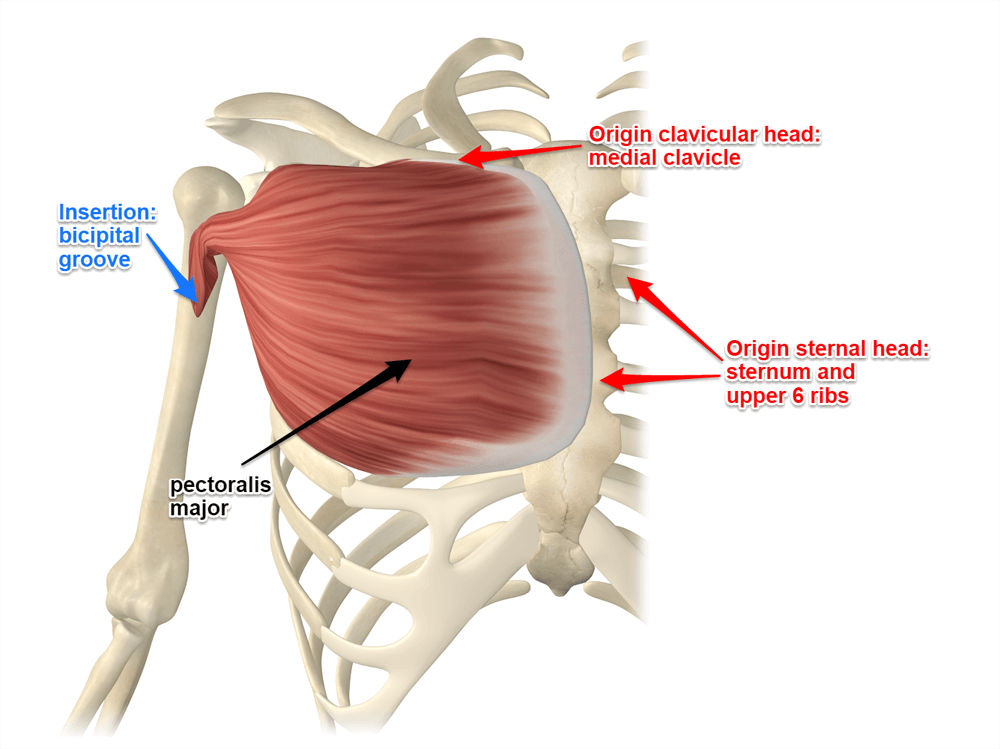 Origin clavicular head:
medial clavicle
Insertion:
bicipital
groove
Origin sternal head:
sternum and
upper 6 ribs
pectoralis
major